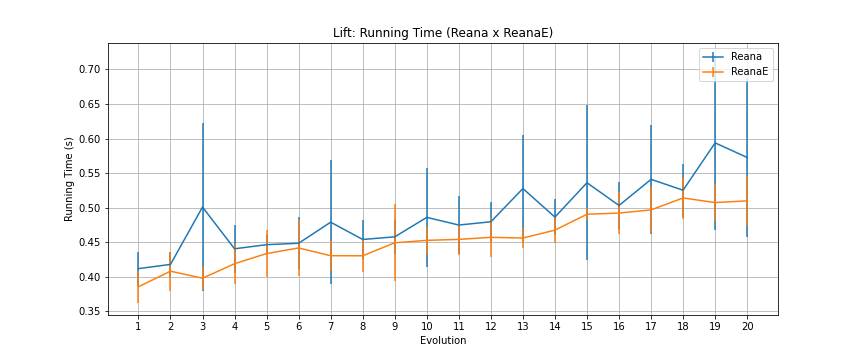 Lift: Running Time (Reana x ReanaE)
Reana
ReanaE
Running Time (s)
0.70
0.65
0.60
0.55
0.50
0.45
0.40
0.35
1 2 3 4 5 6 7 8 9 10 11 12 13 14 15 16 17 18 19 20
Evolution